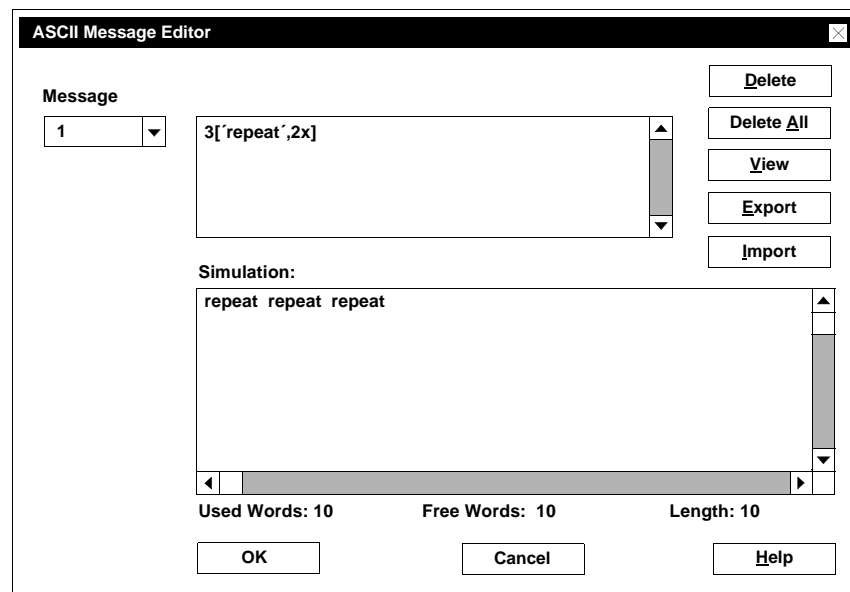 ASCII Message Editor
Message
1
3[´repeat´,2x]
Delete
Delete All
View
Export
Import
Simulation:
repeat  repeat  repeat
Used Words: 10
Free Words:  10
Length: 10
OK
Cancel
Help